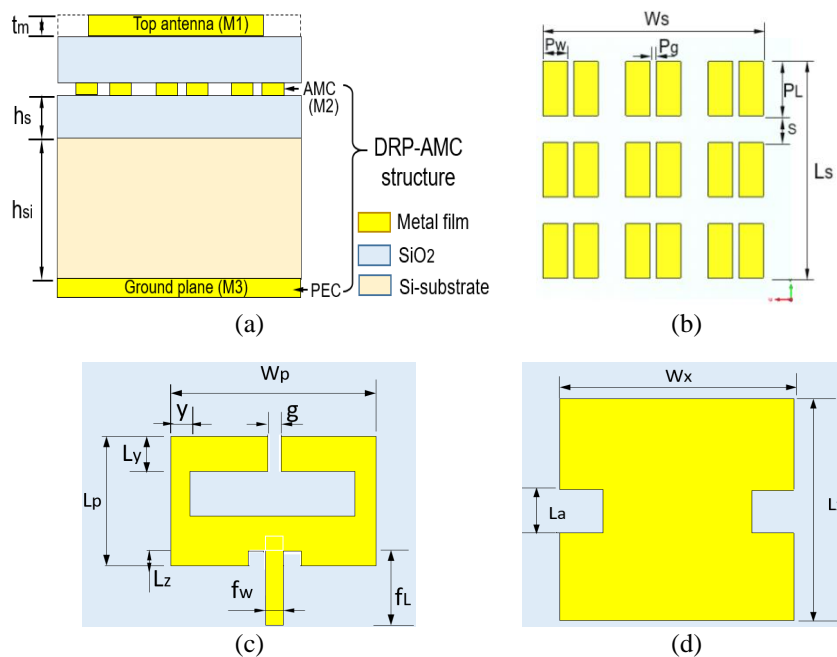 tm
Top antenna (M1)
AMC
(M2)
hs
DRP-AMC
structure
hsi
Metal film
SiO2
Si-substrate
Ground plane (M3)
PEC
(a)
Ws
Pw
Pg
PL
S
Ls
(b)
Wp
y
g
Ly
Lp
Lz
fw
fL
(c)
Wx
La
(d)